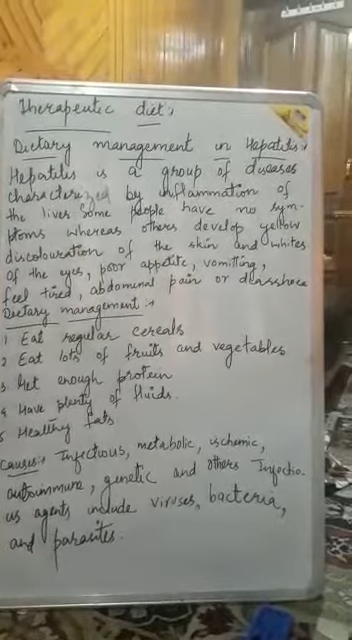 Therapeutic diet:
Dietary management in Hepatitis:
Hepatitis is a group of diseases
characterized by inflammation of
the lives Some people have no sym-
ptoms whereas others develop yellow
discolouration of the skin and whites
of the eyes, poor appetite, vomitting,
feel tired, abdominal pain or diarrhoea
Dietary management :
1 Eat regular cereals
2 Eat lots of fruits and vegetables
3 Get enough protein
4 Have plenty of fluids.
5 Healthy fats
Causes: Infectious, metabolic, ischemic,
autoimmune, genetic and others Infectio-
us agents include viruses, bacteria,
and parasites.